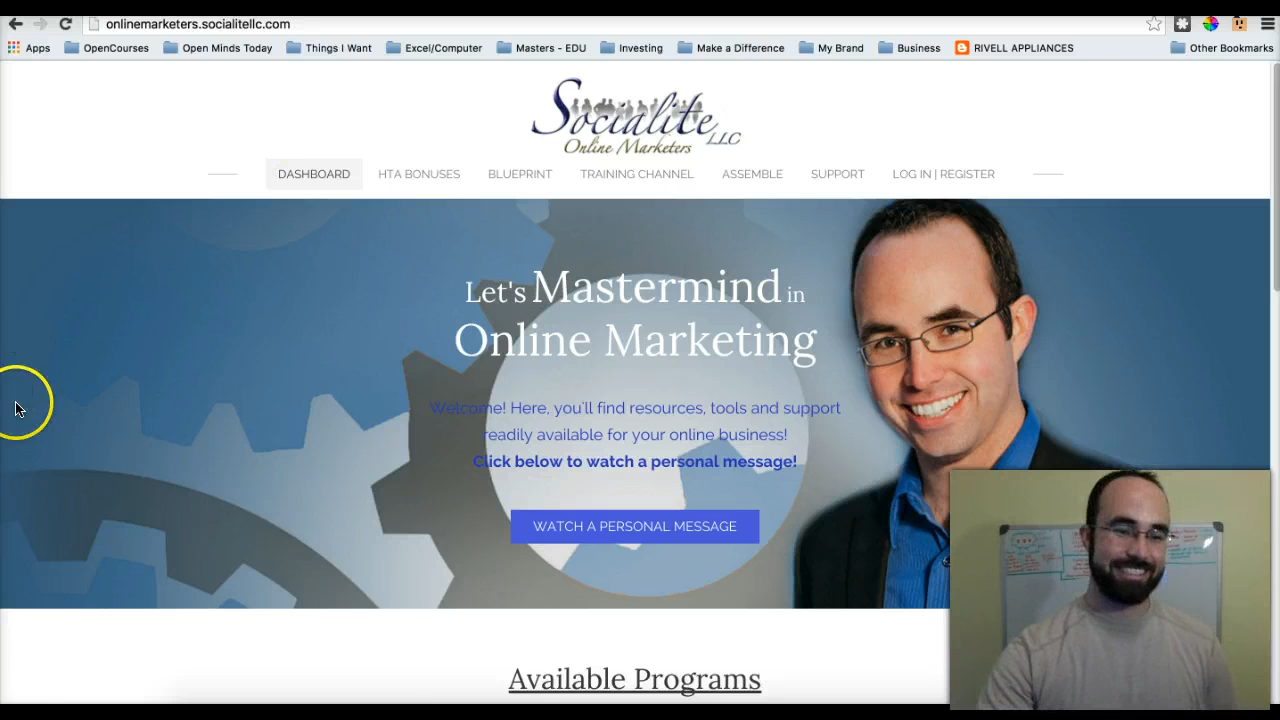 onlinemarketers.socialitellc.com
Apps OpenCourses Open Minds Today Things I Want Excel/Computer Masters - EDU Investing Make a Difference My Brand Business RIVELL APPLIANCES Other Bookmarks
Socialite LLC
Online Marketers
DASHBOARD HTA BONUSES BLUEPRINT TRAINING CHANNEL ASSEMBLE SUPPORT LOG IN | REGISTER
Let's Mastermind in
Online Marketing
Welcome! Here, you'll find resources, tools and support
readily available for your online business!
Click below to watch a personal message!
WATCH A PERSONAL MESSAGE
Available Programs